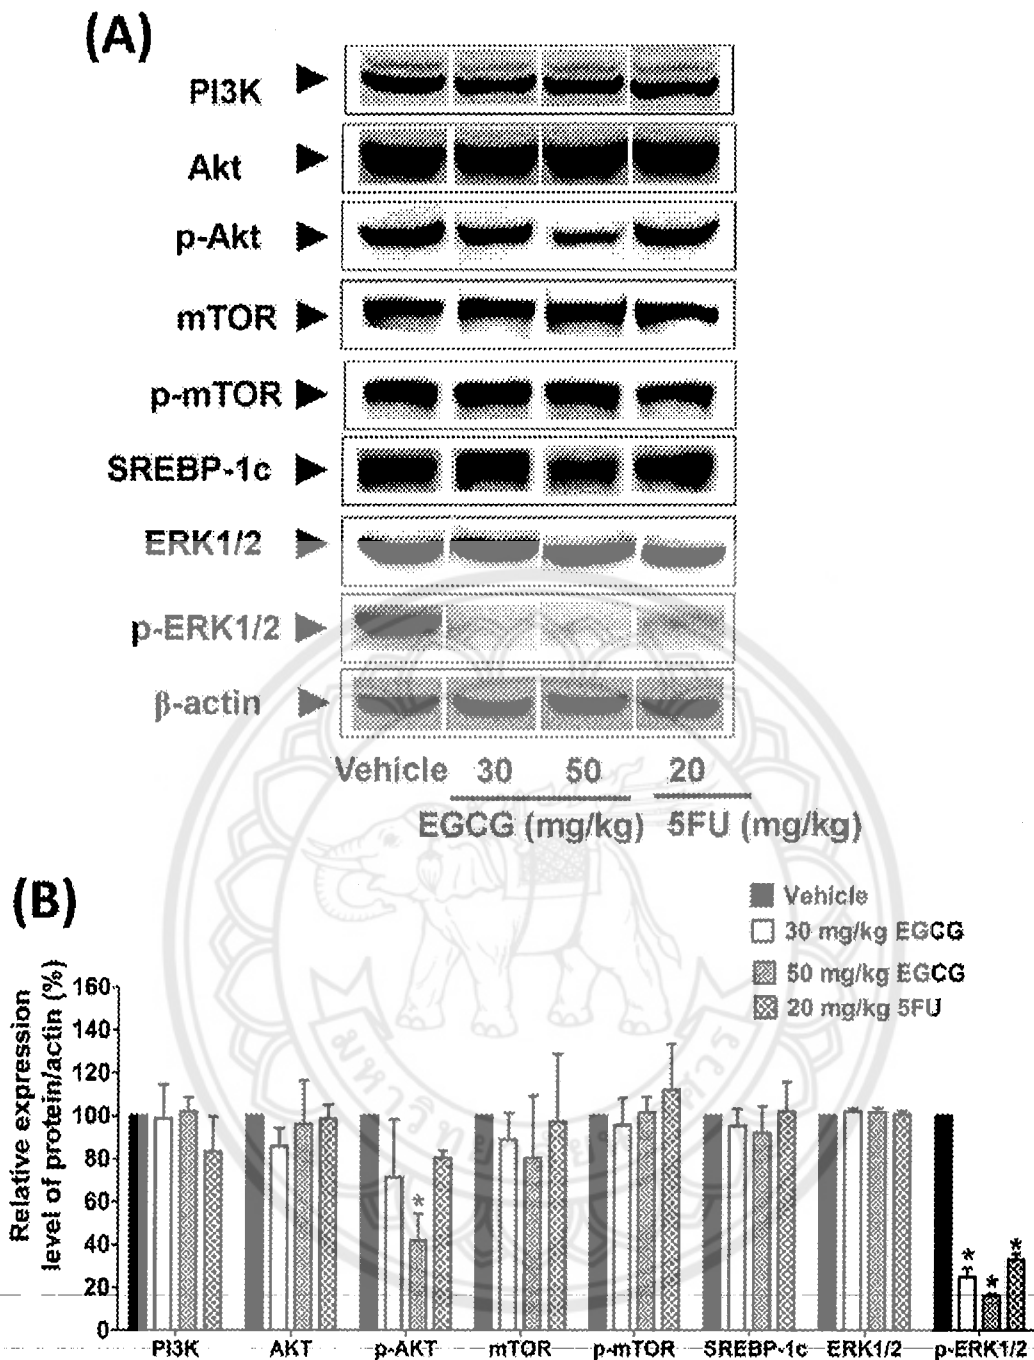 (A)
PI3K
Akt
p-Akt
mTOR
p-mTOR
SREBP-1c
ERK1/2
p-ERK1/2
β-actin
Vehicle 30 50 20
EGCG (mg/kg) 5FU (mg/kg)
(B)
Vehicle
30 mg/kg EGCG
50 mg/kg EGCG
20 mg/kg 5FU
Relative expression
level of protein/actin (%)
160
140
120
100
80
60
40
20
0
* * * *
PI3K AKT p-AKT mTOR p-mTOR SREBP-1c ERK1/2 p-ERK1/2